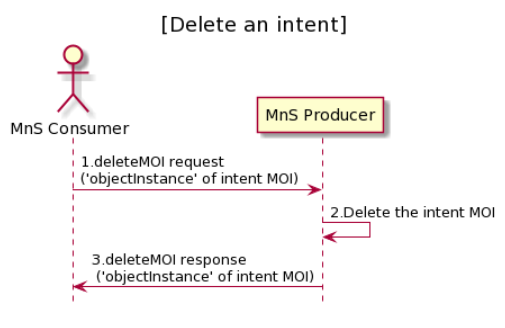 [Delete an intent]
MnS Consumer
MnS Producer
1.deleteMOI request
('objectInstance' of intent MOI)
2.Delete the intent MOI
3.deleteMOI response
('objectInstance' of intent MOI)